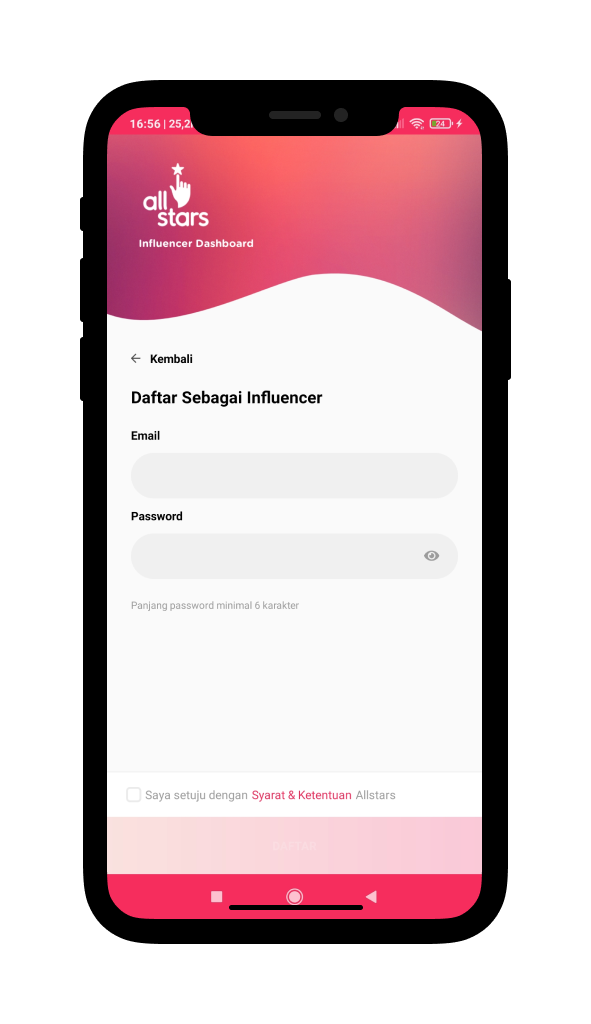 16:56 | 25,2
24
all
stars
Influencer Dashboard
Kembali
Daftar Sebagai Influencer
Email
Password
Panjang password minimal 6 karakter
Saya setuju dengan Syarat & Ketentuan Allstars
DAFTAR